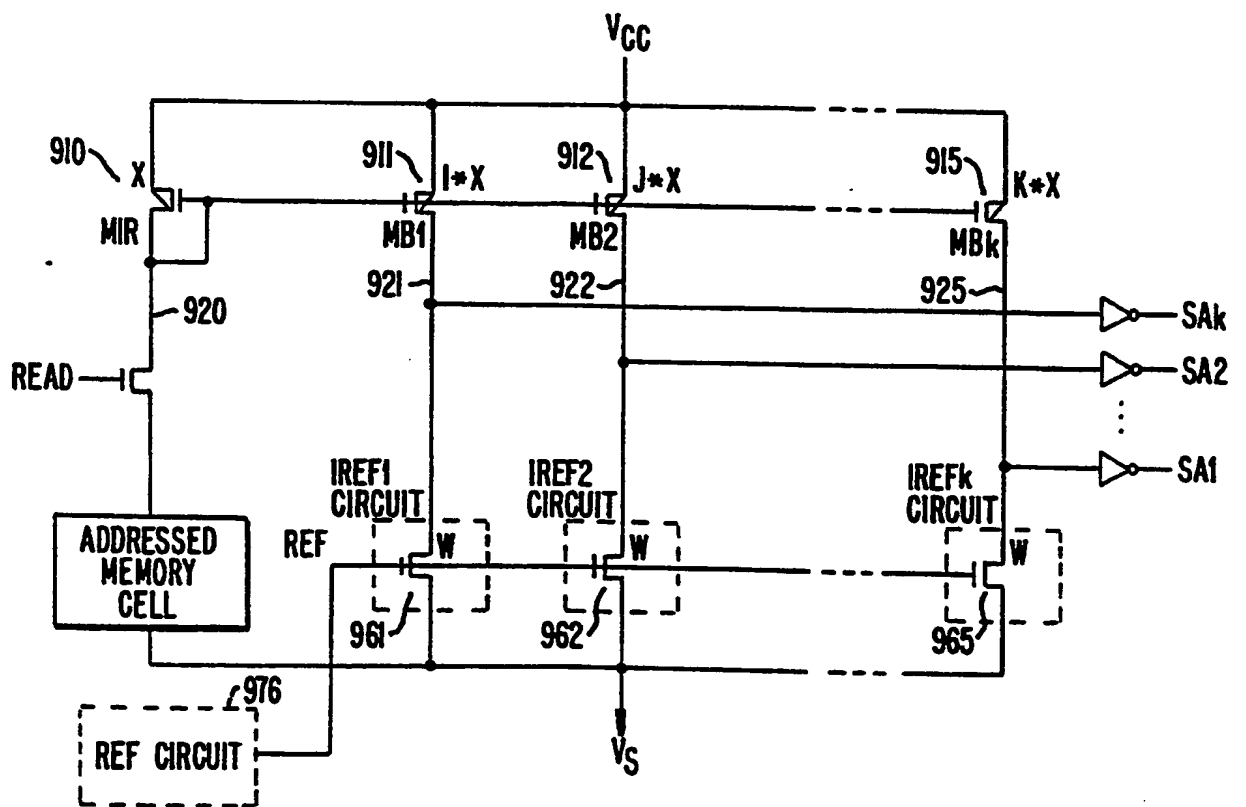 VCC
910
X
MIR
911
I*X
MB1
912
J*X
MB2
915
K*X
MBk
920
921
922
925
SAk
READ
SA2
SA1
IREF1
CIRCUIT
IREF2
CIRCUIT
IREFk
CIRCUIT
ADDRESSED
MEMORY
CELL
REF
W
W
W
961
962
965
976
REF CIRCUIT
VS